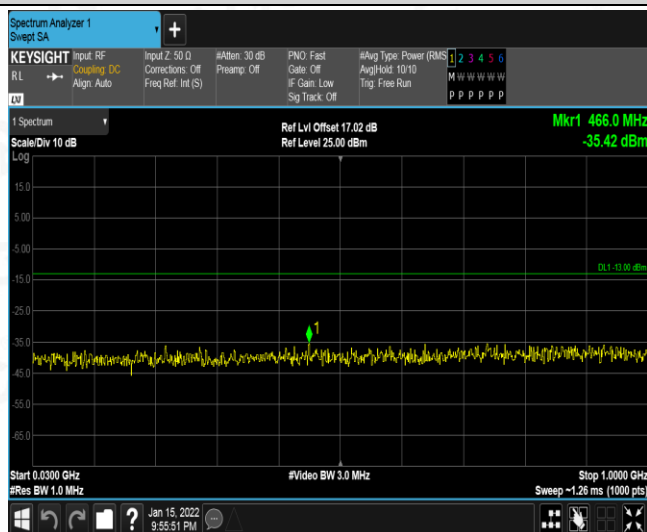 Spectrum Analyzer 1
Swept SA
+
KEYSIGHT
RL
LXI
Input: RF
Coupling: DC
Align: Auto
Input Z: 50 Ω
Corrections: Off
Freq Ref: Int (S)
#Atten: 30 dB
Preamp: Off
PNO: Fast
Gate: Off
IF Gain: Low
Sig Track: Off
#Avg Type: Power (RMS
Avg|Hold: 10/10
Trig: Free Run
1 2 3 4 5 6
M W W W W W
P P P P P P
1 Spectrum
Scale/Div 10 dB
Ref Lvl Offset 17.02 dB
Ref Level 25.00 dBm
Mkr1 466.0 MHz
-35.42 dBm
Log
15.0
5.00
-5.00
DL1 -13.00 dBm
-15.0
-25.0
1
-35.0
-45.0
-55.0
-65.0
Start 0.0300 GHz
#Video BW 3.0 MHz
Stop 1.0000 GHz
#Res BW 1.0 MHz
Sweep ~1.26 ms (1000 pts)
?
Jan 15, 2022
9:55:51 PM